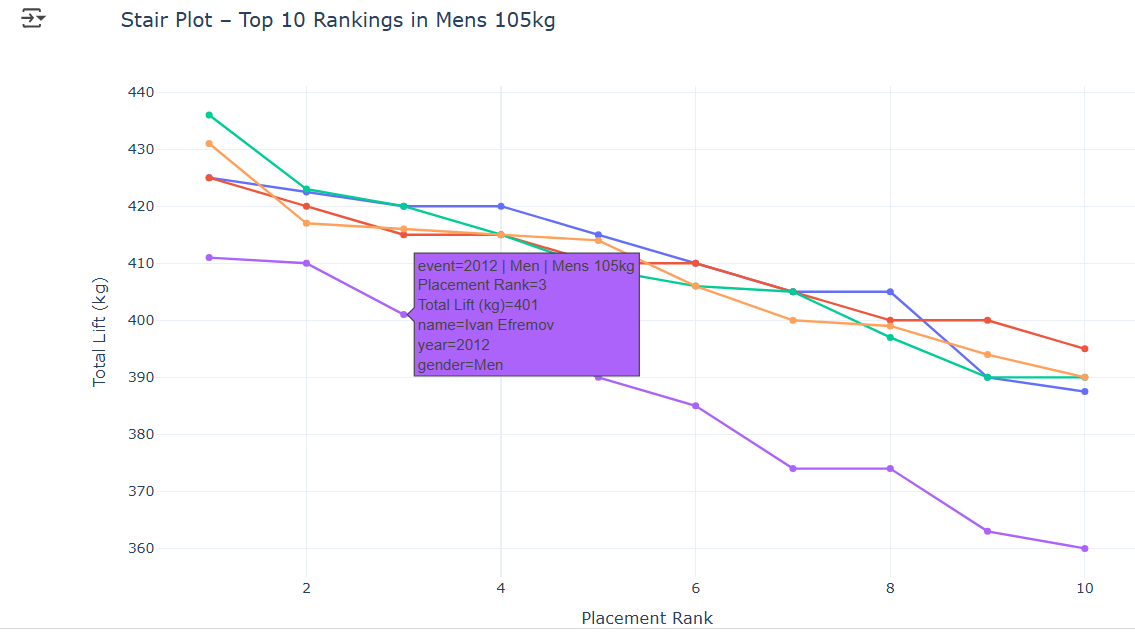 Stair Plot – Top 10 Rankings in Mens 105kg
440
430
420
410
400
390
380
370
360
Total Lift (kg)
event=2012 | Men | Mens 105kg
Placement Rank=3
Total Lift (kg)=401
name=Ivan Efremov
year=2012
gender=Men
2
4
6
8
10
Placement Rank